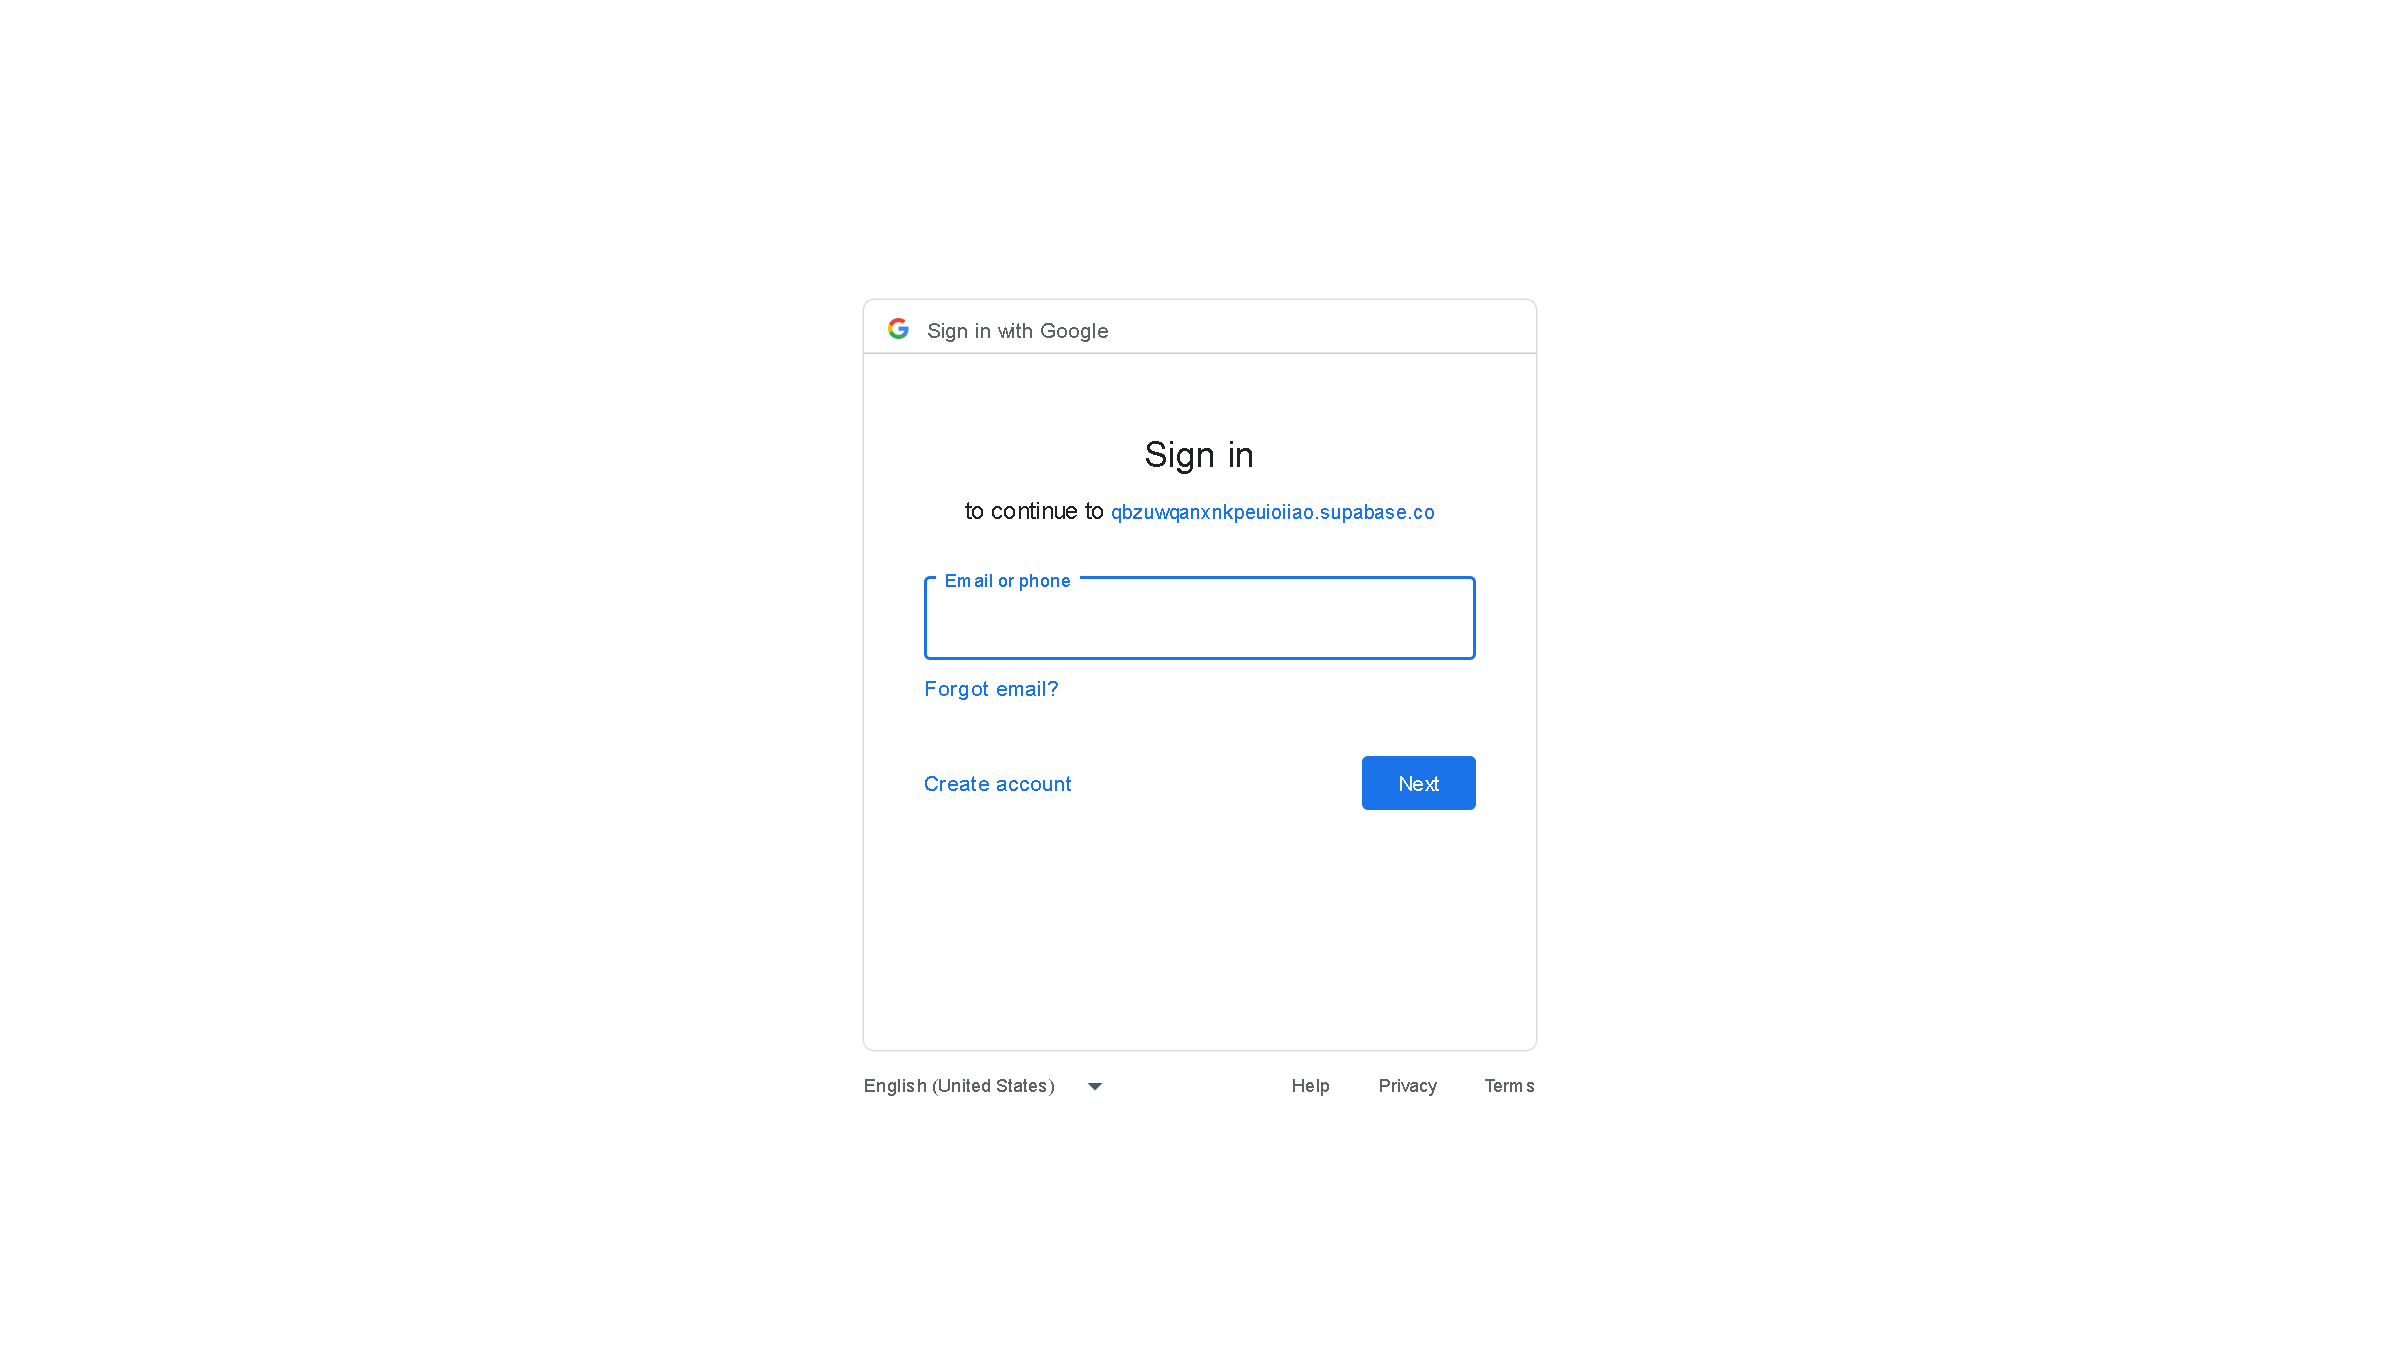 Sign in with Google
Sign in
to continue to qbzuwqanxnkpeuioiiao.supabase.co
Email or phone
Forgot email?
Create account
Next
English (United States)
Help
Privacy
Terms